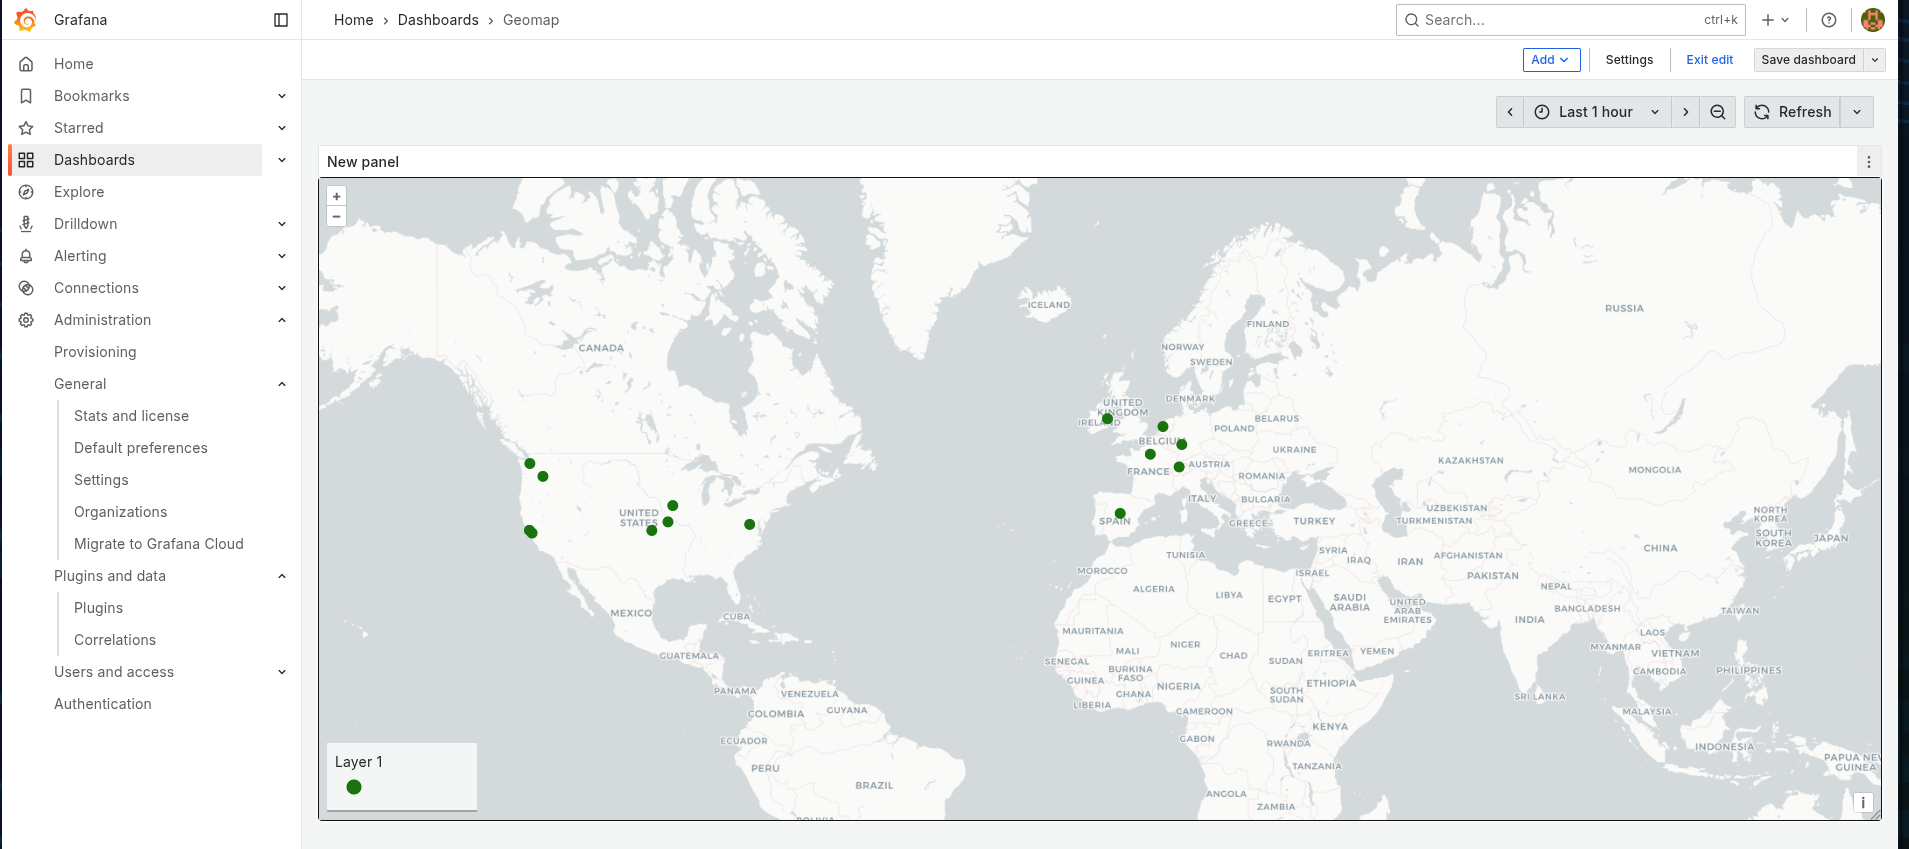 Grafana
Home › Dashboards › Geomap
Search...
ctrl+k
Add
Settings
Exit edit
Save dashboard
Last 1 hour
Refresh
Home
Bookmarks
Starred
Dashboards
Explore
Drilldown
Alerting
Connections
Administration
Provisioning
General
Stats and license
Default preferences
Settings
Organizations
Migrate to Grafana Cloud
Plugins and data
Plugins
Correlations
Users and access
Authentication
New panel
+
−
ICELAND
RUSSIA
FINLAND
CANADA
NORWAY
SWEDEN
DENMARK
UNITED
KINGDOM
IRELAND
BELARUS
POLAND
BELGIUM
UKRAINE
KAZAKHSTAN
MONGOLIA
FRANCE
AUSTRIA
ROMANIA
ITALY
BULGARIA
UNITED
STATES
SPAIN
GREECE
TURKEY
UZBEKISTAN
TURKMENISTAN
NORTH
KOREA
SOUTH
KOREA
JAPAN
CHINA
TUNISIA
SYRIA
IRAQ
IRAN
AFGHANISTAN
MOROCCO
ISRAEL
PAKISTAN
ALGERIA
LIBYA
EGYPT
SAUDI
ARABIA
UNITED
ARAB
EMIRATES
NEPAL
BANGLADESH
TAIWAN
MEXICO
CUBA
INDIA
MAURITANIA
NIGER
MALI
CHAD
SUDAN
ERITREA
YEMEN
LAOS
MYANMAR
VIETNAM
GUATEMALA
SENEGAL
BURKINA
FASO
CAMBODIA
PHILIPPINES
GUINEA
GHANA
NIGERIA
ETHIOPIA
SOUTH
SUDAN
LIBERIA
SRI LANKA
PANAMA
VENEZUELA
COLOMBIA
GUYANA
CAMEROON
MALAYSIA
ECUADOR
GABON
KENYA
RWANDA
INDONESIA
PERU
TANZANIA
PAPUA NEW
GUINEA
BRAZIL
ANGOLA
ZAMBIA
BOLIVIA
Layer 1
i